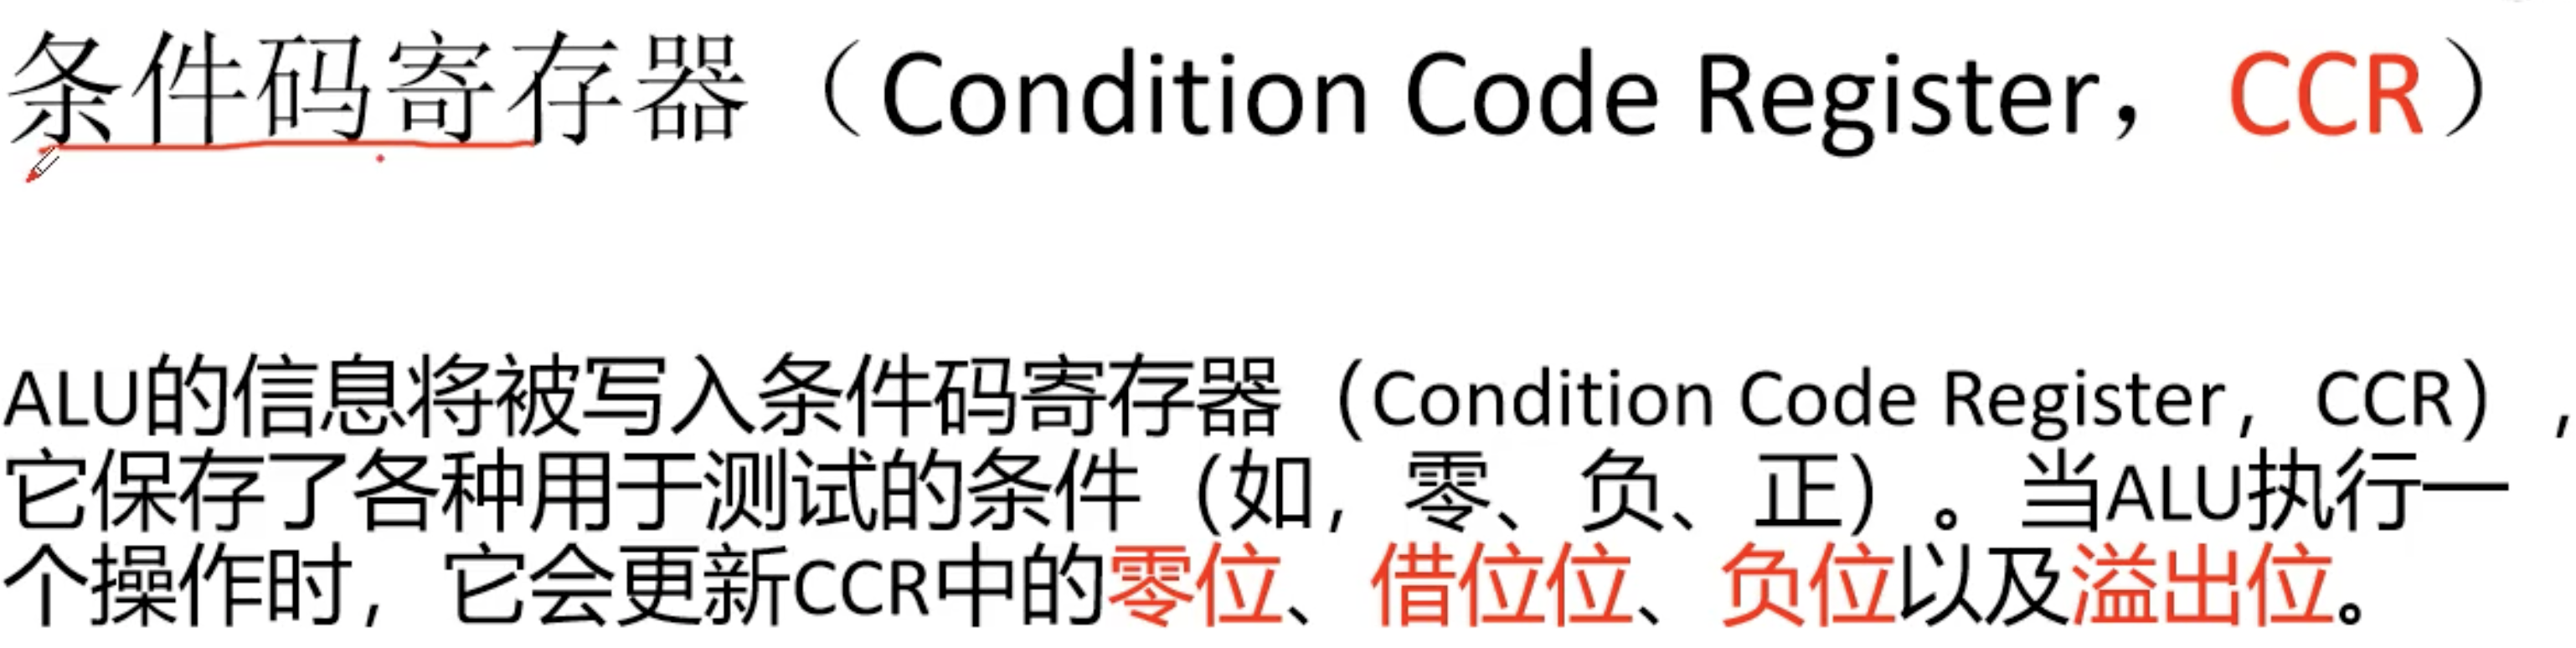 条件码寄存器（Condition Code Register，CCR）
ALU的信息将被写入条件码寄存器（Condition Code Register，CCR），
它保存了各种用于测试的条件（如，零、负、正）。当ALU执行一
个操作时，它会更新CCR中的零位、借位位、负位以及溢出位。